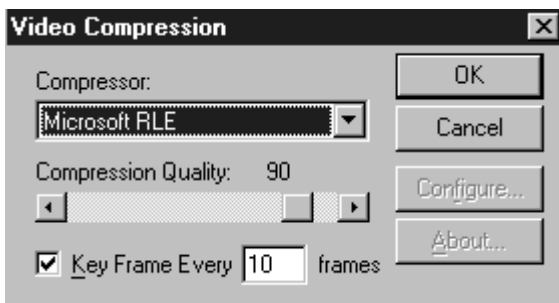 Video Compression
Compressor:
Microsoft RLE
Compression Quality: 90
Key Frame Every 10 frames
OK
Cancel
Configure...
About...